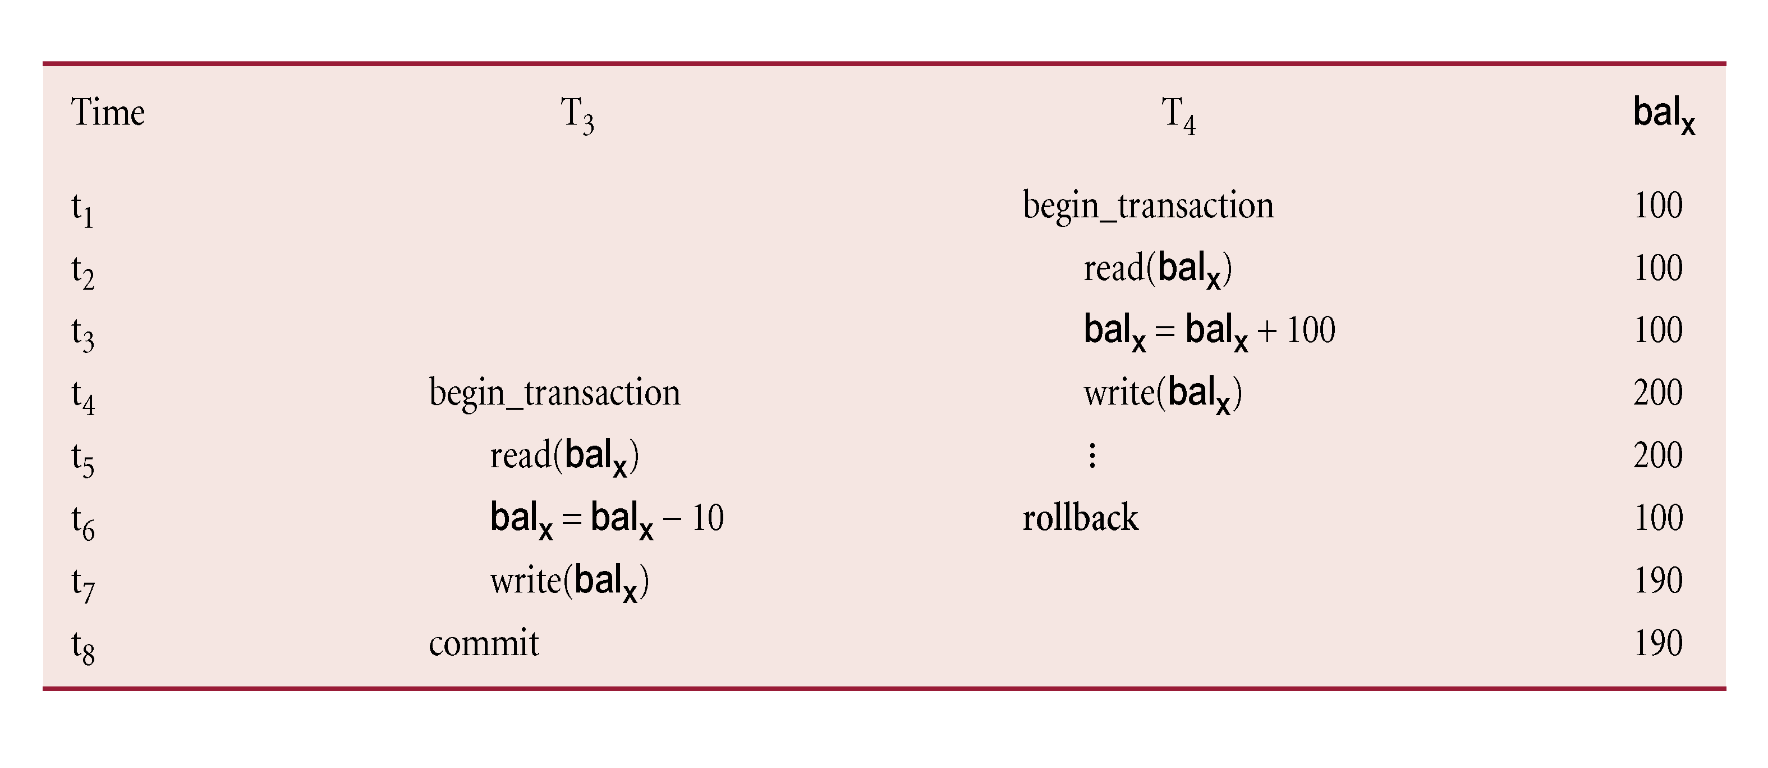 Time T₃ T₄ balₓ
t₁ begin_transaction 100
t₂ read(balₓ) 100
t₃ balₓ = balₓ + 100 100
t₄ begin_transaction write(balₓ) 200
t₅ read(balₓ) ⋮ 200
t₆ balₓ = balₓ − 10 rollback 100
t₇ write(balₓ) 190
t₈ commit 190